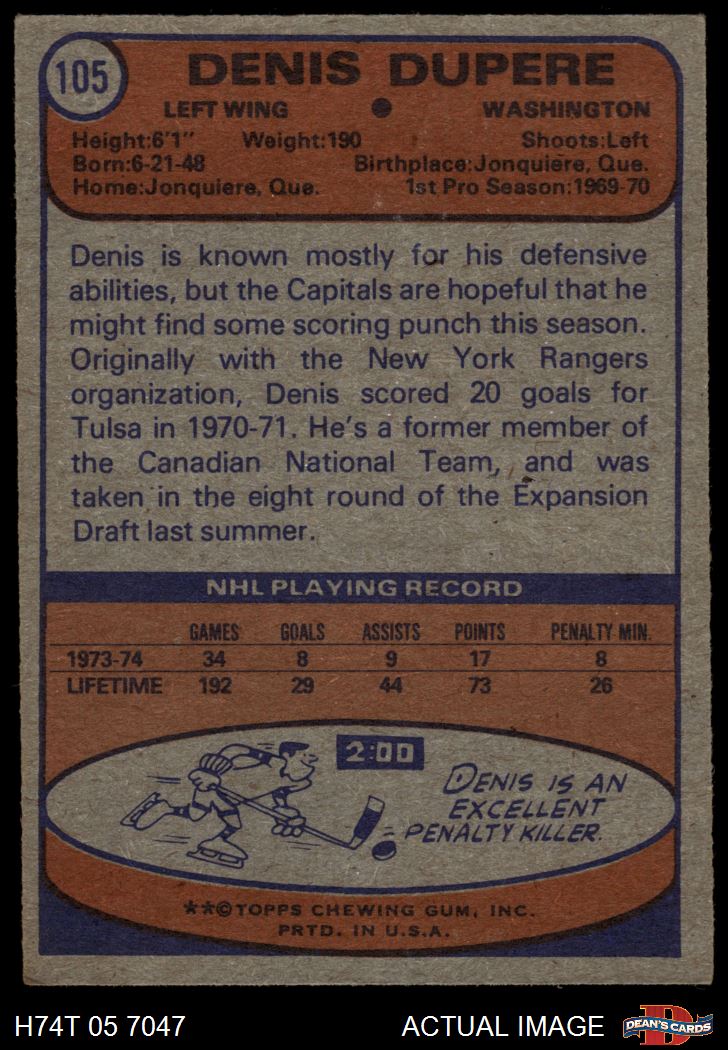 105
DENIS DUPERE
LEFT WING ● WASHINGTON
Height:6'1" Weight:190 Shoots:Left
Born:6-21-48 Birthplace:Jonquiere, Que.
Home:Jonquiere, Que. 1st Pro Season:1969-70
Denis is known mostly for his defensive
abilities, but the Capitals are hopeful that he
might find some scoring punch this season.
Originally with the New York Rangers
organization, Denis scored 20 goals for
Tulsa in 1970-71. He's a former member of
the Canadian National Team, and was
taken in the eight round of the Expansion
Draft last summer.
NHL PLAYING RECORD
GAMES GOALS ASSISTS POINTS PENALTY MIN.
1973-74 34 8 9 17 8
LIFETIME 192 29 44 73 26
2:00
DENIS IS AN
EXCELLENT
PENALTY KILLER.
**©TOPPS CHEWING GUM, INC.
PRTD. IN U.S.A.
H74T 05 7047 ACTUAL IMAGE D DEAN'S CARDS